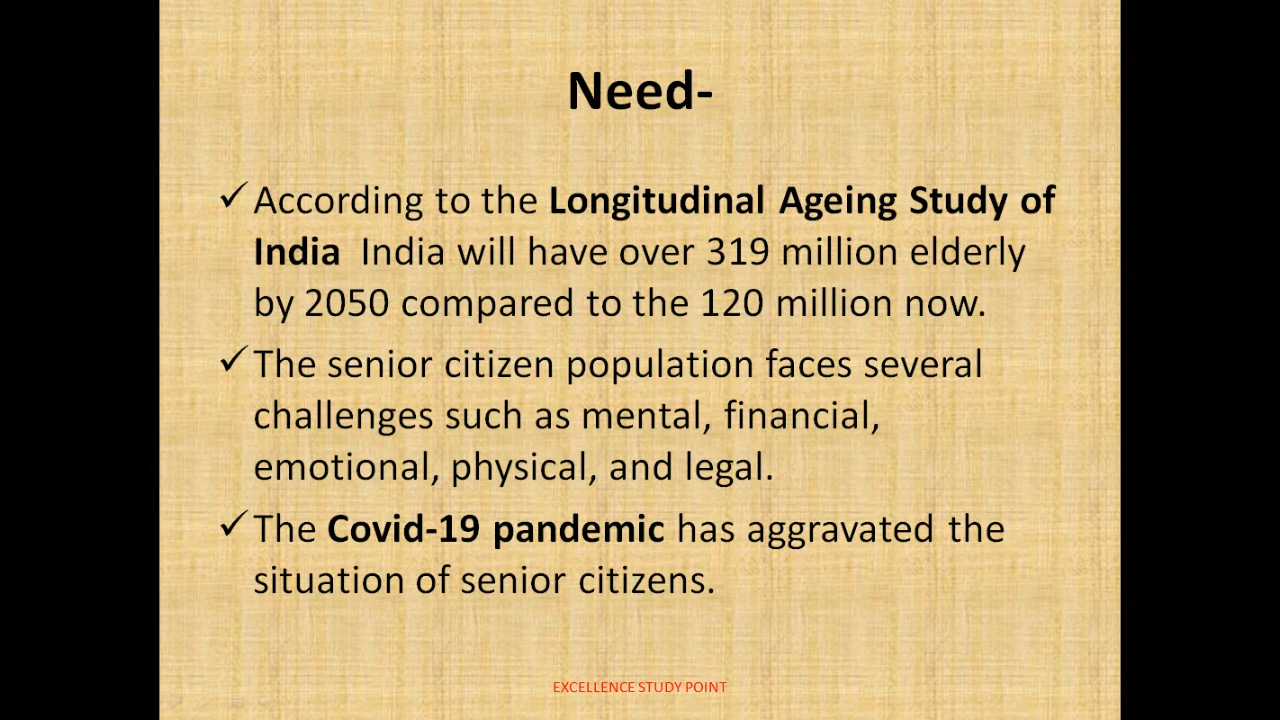 Need-
✓According to the Longitudinal Ageing Study of
India India will have over 319 million elderly
by 2050 compared to the 120 million now.
✓The senior citizen population faces several
challenges such as mental, financial,
emotional, physical, and legal.
✓The Covid-19 pandemic has aggravated the
situation of senior citizens.
EXCELLENCE STUDY POINT